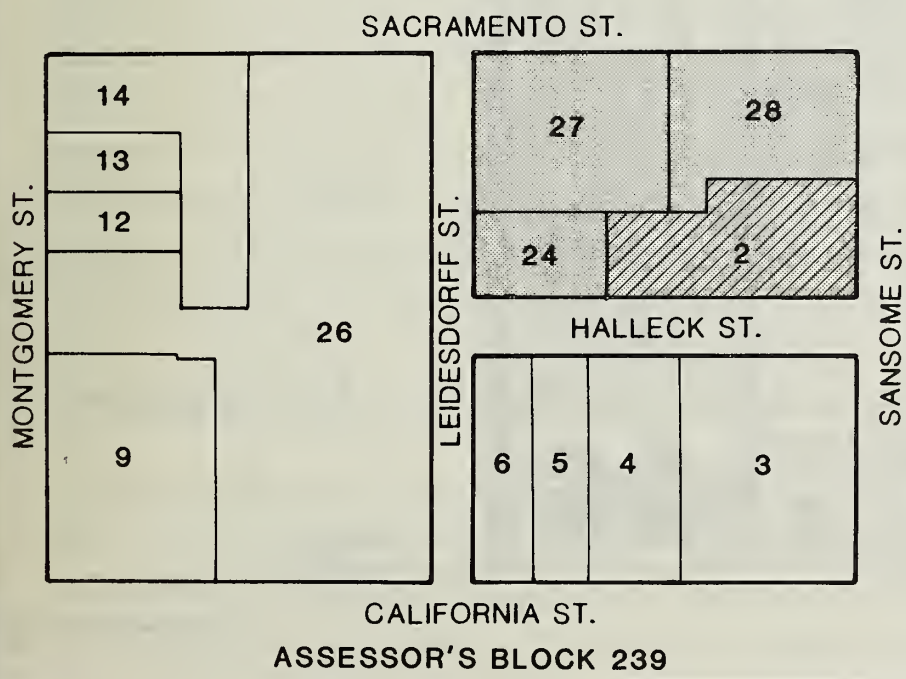 SACRAMENTO ST.
14
13
12
26
9
MONTGOMERY ST.
LEIDESDORFF ST.
27
28
24
2
HALLECK ST.
SANSOME ST.
6
5
4
3
CALIFORNIA ST.
ASSESSOR'S BLOCK 239